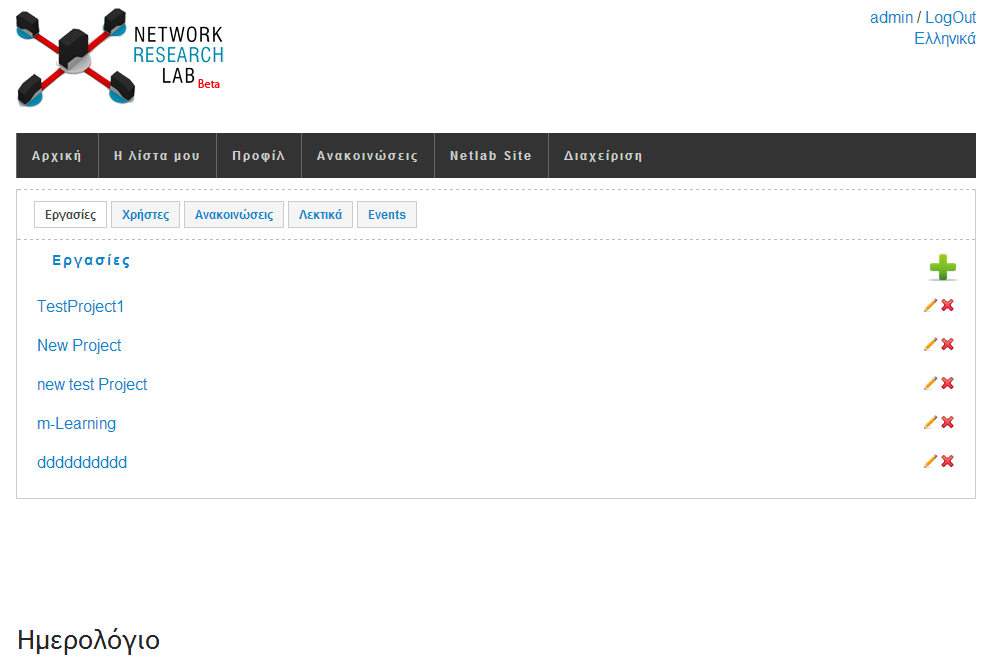 NETWORK
RESEARCH
LAB Beta
admin / LogOut
Ελληνικά
Αρχική Η λίστα μου Προφίλ Ανακοινώσεις Netlab Site Διαχείριση
Εργασίες Χρήστες Ανακοινώσεις Λεκτικά Events
Εργασίες
TestProject1
New Project
new test Project
m-Learning
dddddddddd
Ημερολόγιο